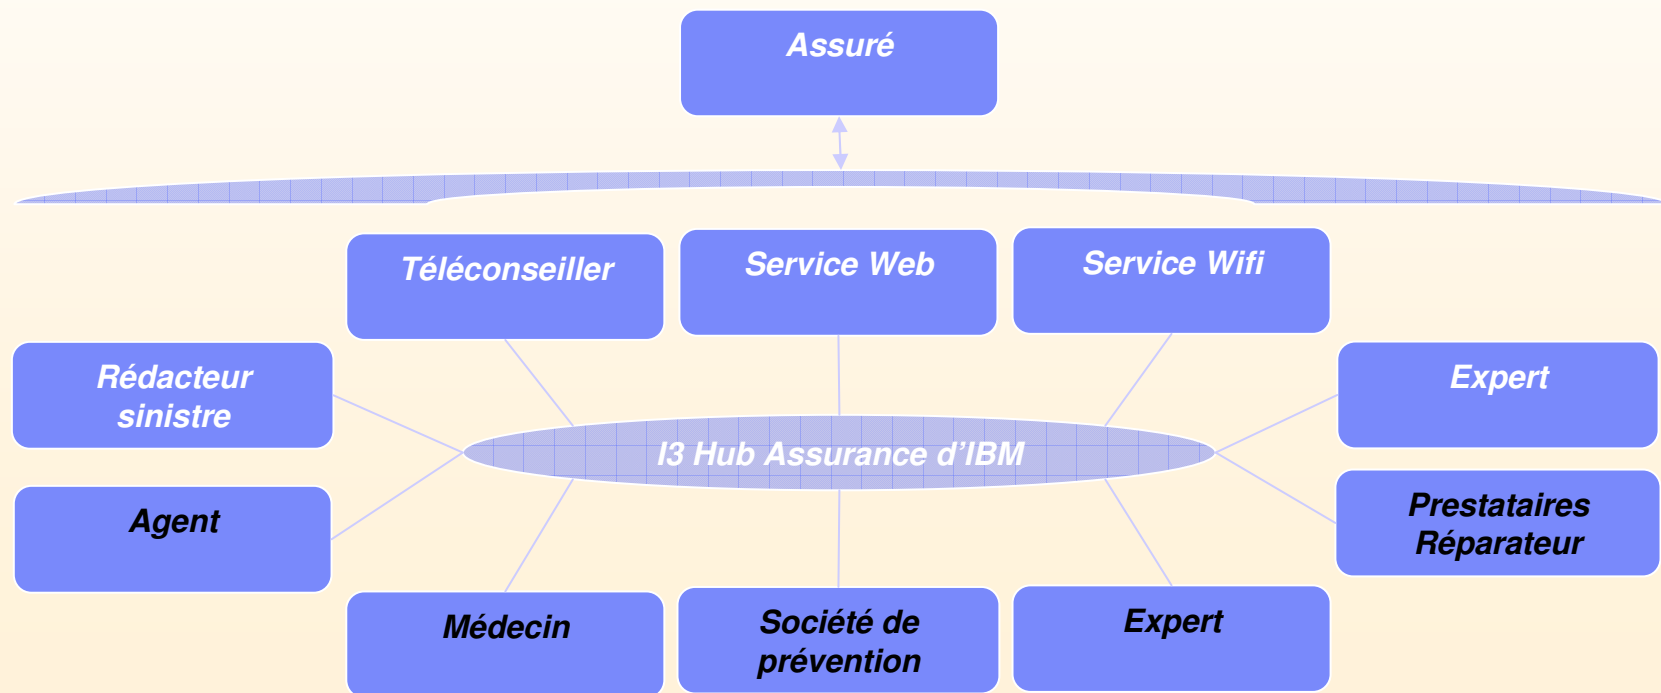 Assuré
Téléconseiller
Service Web
Service Wifi
Rédacteur
sinistre
Expert
I3 Hub Assurance d’IBM
Agent
Prestataires
Réparateur
Médecin
Société de
prévention
Expert